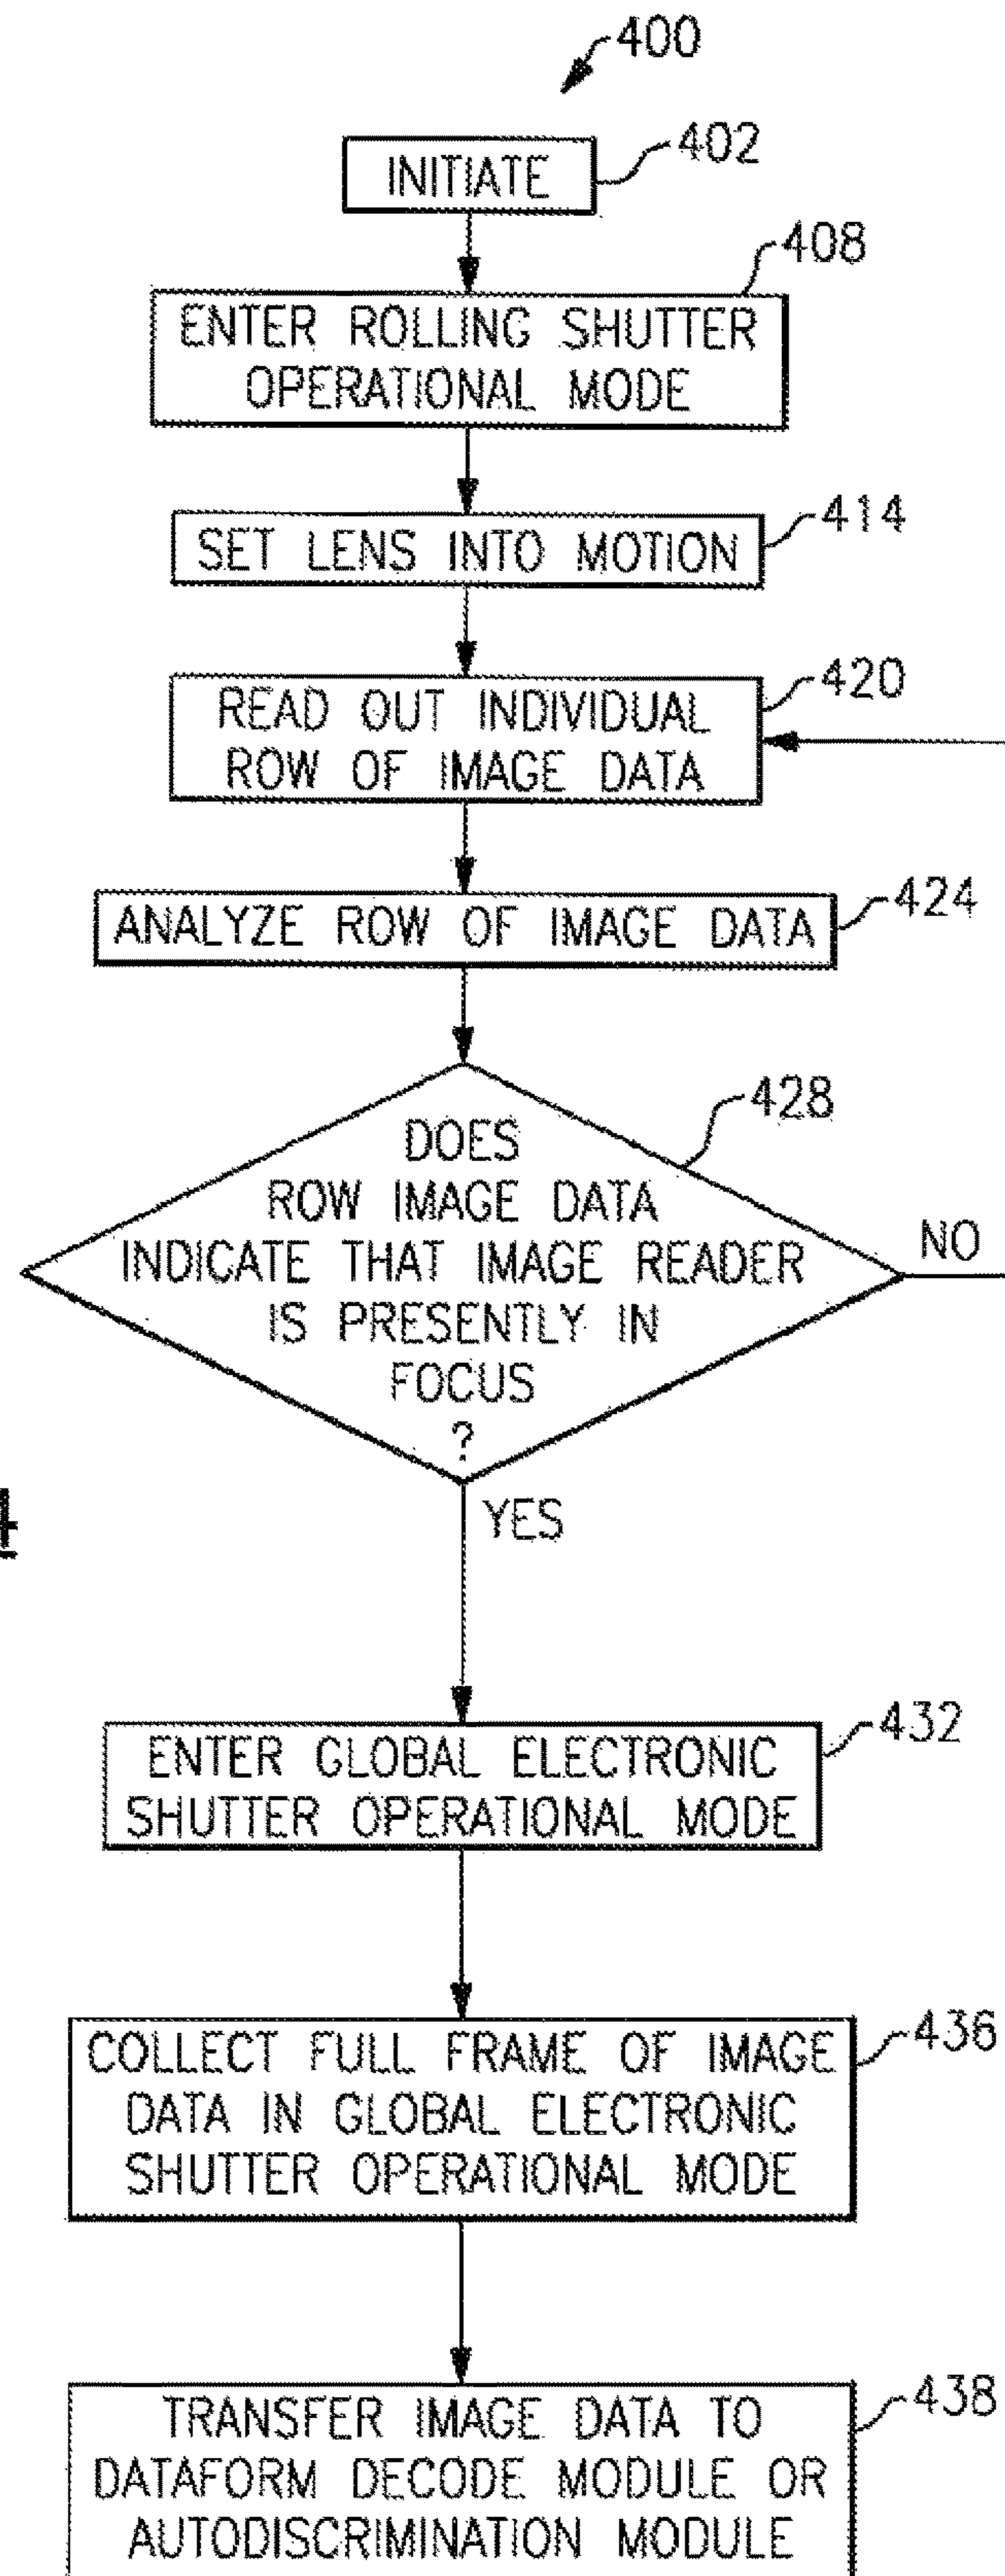 400
INITIATE
402
408
ENTER ROLLING SHUTTER
OPERATIONAL MODE
414
SET LENS INTO MOTION
420
READ OUT INDIVIDUAL
ROW OF IMAGE DATA
424
ANALYZE ROW OF IMAGE DATA
428
DOES
ROW IMAGE DATA
INDICATE THAT IMAGE READER
IS PRESENTLY IN
FOCUS
?
NO
YES
432
ENTER GLOBAL ELECTRONIC
SHUTTER OPERATIONAL MODE
436
COLLECT FULL FRAME OF IMAGE
DATA IN GLOBAL ELECTRONIC
SHUTTER OPERATIONAL MODE
438
TRANSFER IMAGE DATA TO
DATAFORM DECODE MODULE OR
AUTODISCRIMINATION MODULE